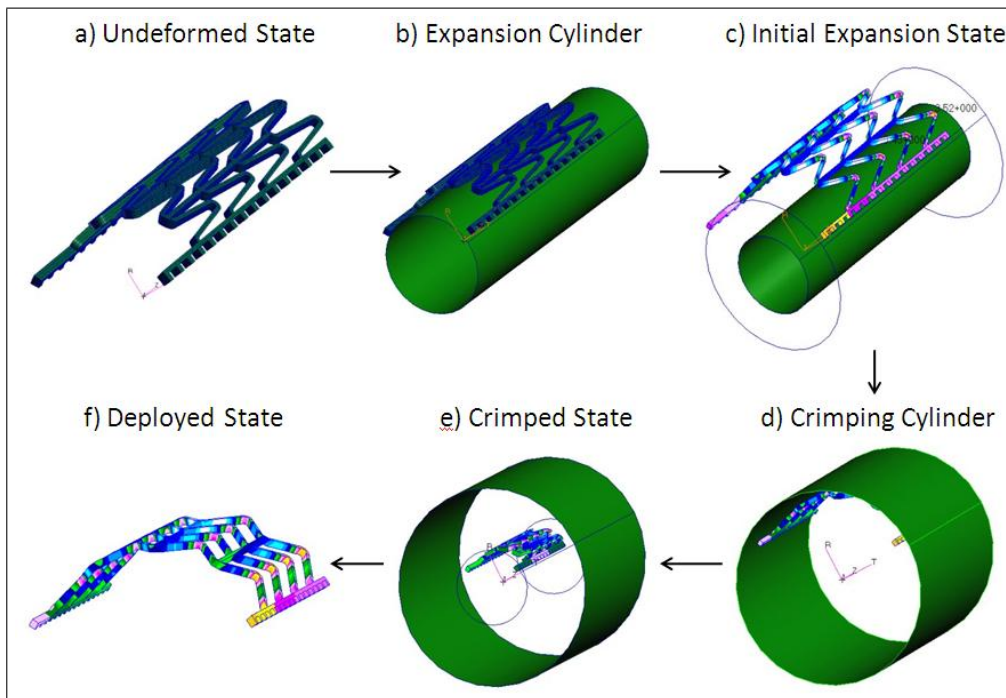 a) Undeformed State
b) Expansion Cylinder
c) Initial Expansion State
f) Deployed State
e) Crimped State
d) Crimping Cylinder